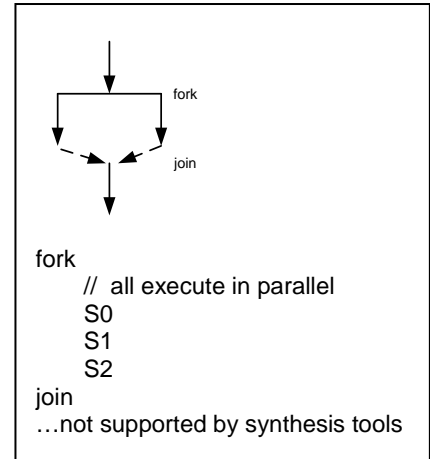 fork
join
fork
// all execute in parallel
S0
S1
S2
join
…not supported by synthesis tools